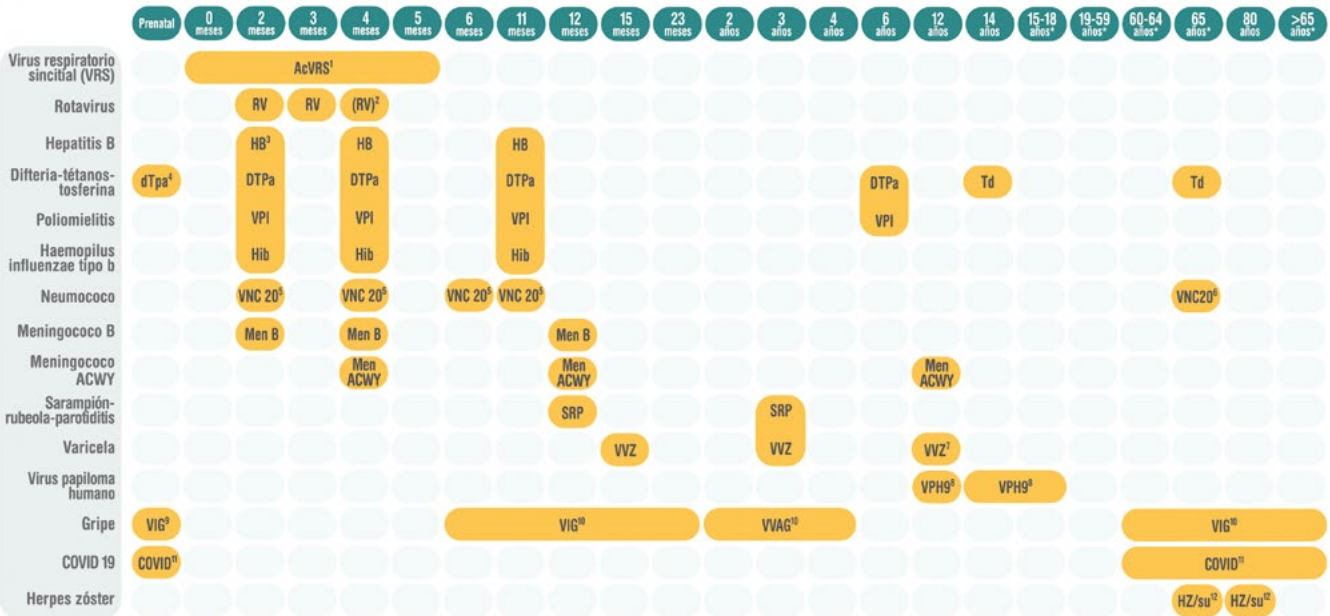 Prenatal 0 meses 2 meses 3 meses 4 meses 5 meses 6 meses 11 meses 12 meses 15 meses 23 meses 2 años 3 años 4 años 6 años 12 años 14 años 15-18 años* 19-59 años* 60-64 años* 65 años* 80 años >65 años*
Virus respiratorio
sincitial (VRS)
AcVRS¹
Rotavirus RV RV (RV)²
Hepatitis B HB³ HB HB
Difteria-tétanos-
tosferina
dTpa⁴ DTPa DTPa DTPa DTPa Td Td
Poliomielitis VPI VPI VPI VPI
Haemopilus
influenzae tipo b
Hib Hib Hib
Neumococo VNC 20⁵ VNC 20⁵ VNC 20⁵ VNC 20⁵ VNC20⁶
Meningococo B Men B Men B Men B
Meningococo
ACWY
Men ACWY Men ACWY Men ACWY
Sarampión-
rubeola-parotiditis
SRP SRP
Varicela VVZ VVZ VVZ⁷
Virus papiloma
humano
VPH9⁸ VPH9⁸
Gripe VIG⁹ VIG¹⁰ VVAG¹⁰ VIG¹⁰
COVID 19 COVID¹¹ COVID¹¹
Herpes zóster HZ/su¹² HZ/su¹²